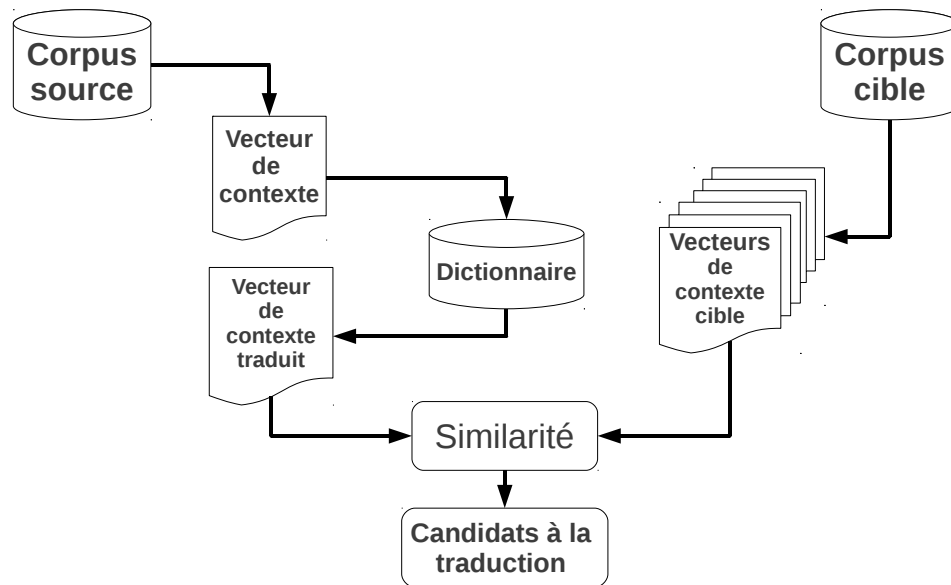 Corpus
source
Corpus
cible
Vecteur
de
contexte
Dictionnaire
Vecteurs
de
contexte
cible
Vecteur
de
contexte
traduit
Similarité
Candidats à la
traduction